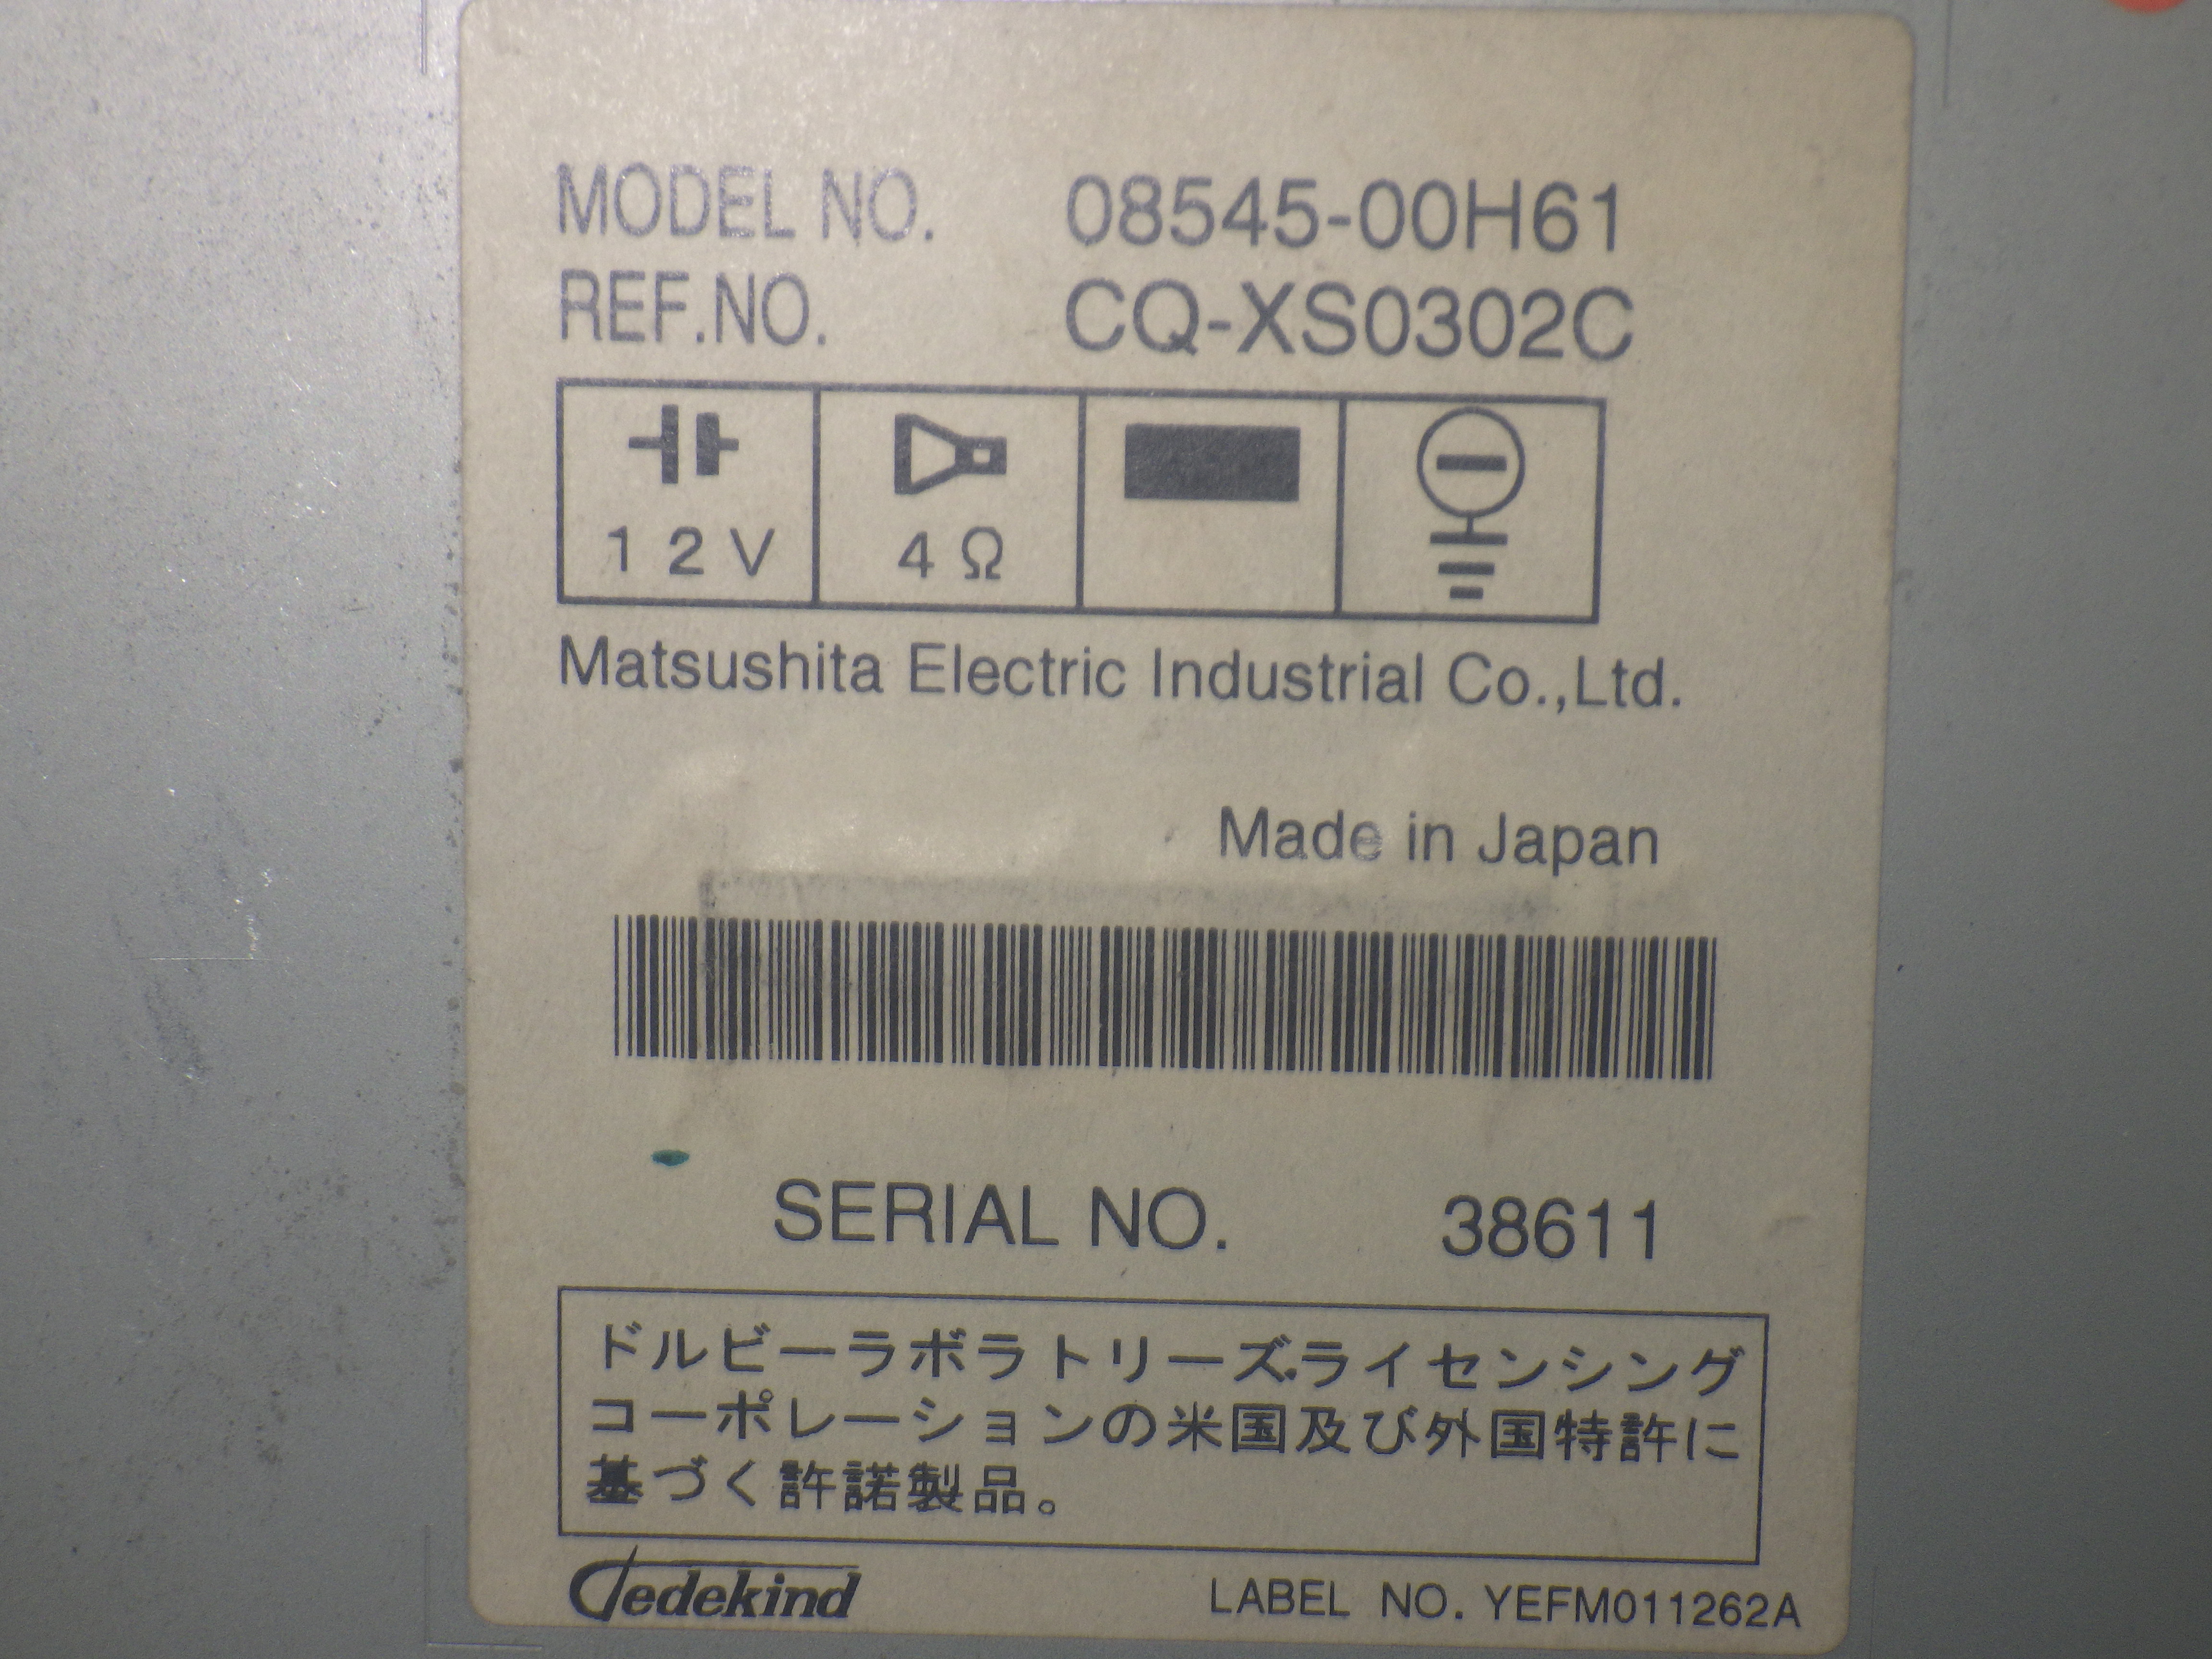 MODEL NO. 08545-00H61
REF.NO. CQ-XS0302C
12V 4Ω
Matsushita Electric Industrial Co.,Ltd.
Made in Japan
SERIAL NO. 38611
ドルビーラボラトリーズ·ライセンシング
コーポレーションの米国及び外国特許に
基づく許諾製品。
Dedekind LABEL NO. YEFM011262A